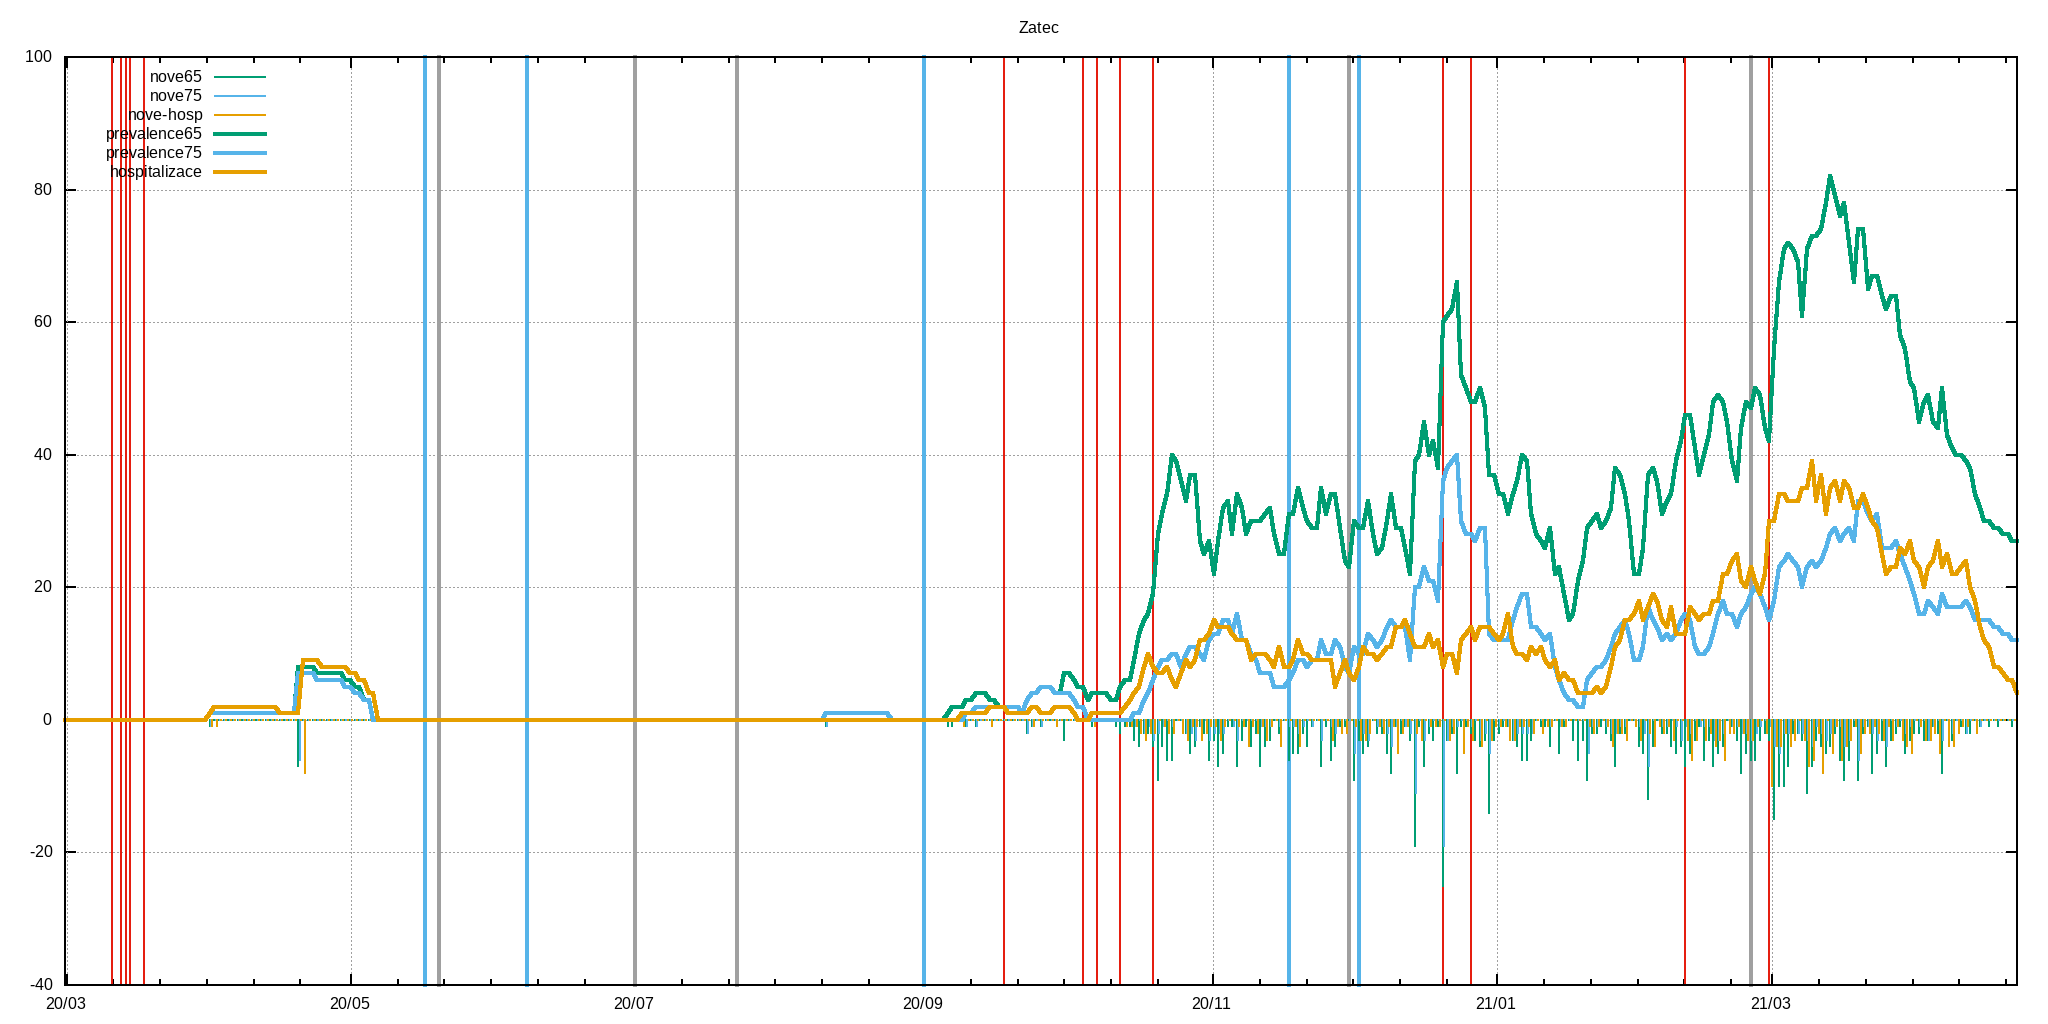 Zatec
100
nove65
nove75
nove-hosp
prevalence65
prevalence75
hospitalizace
80
60
40
20
0
-20
-40
20/03 20/05 20/07 20/09 20/11 21/01 21/03